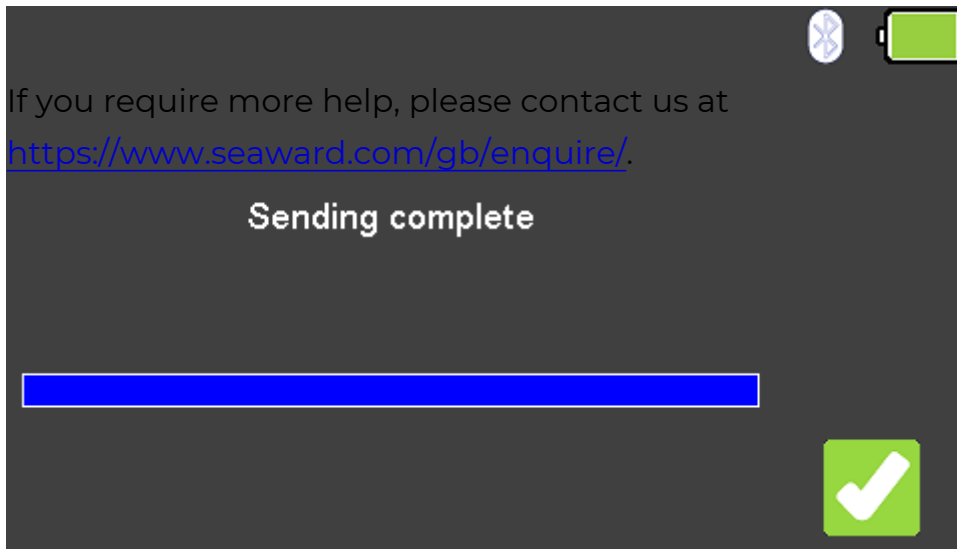 If you require more help, please contact us at
https://www.seaward.com/gb/enquire/.
Sending complete